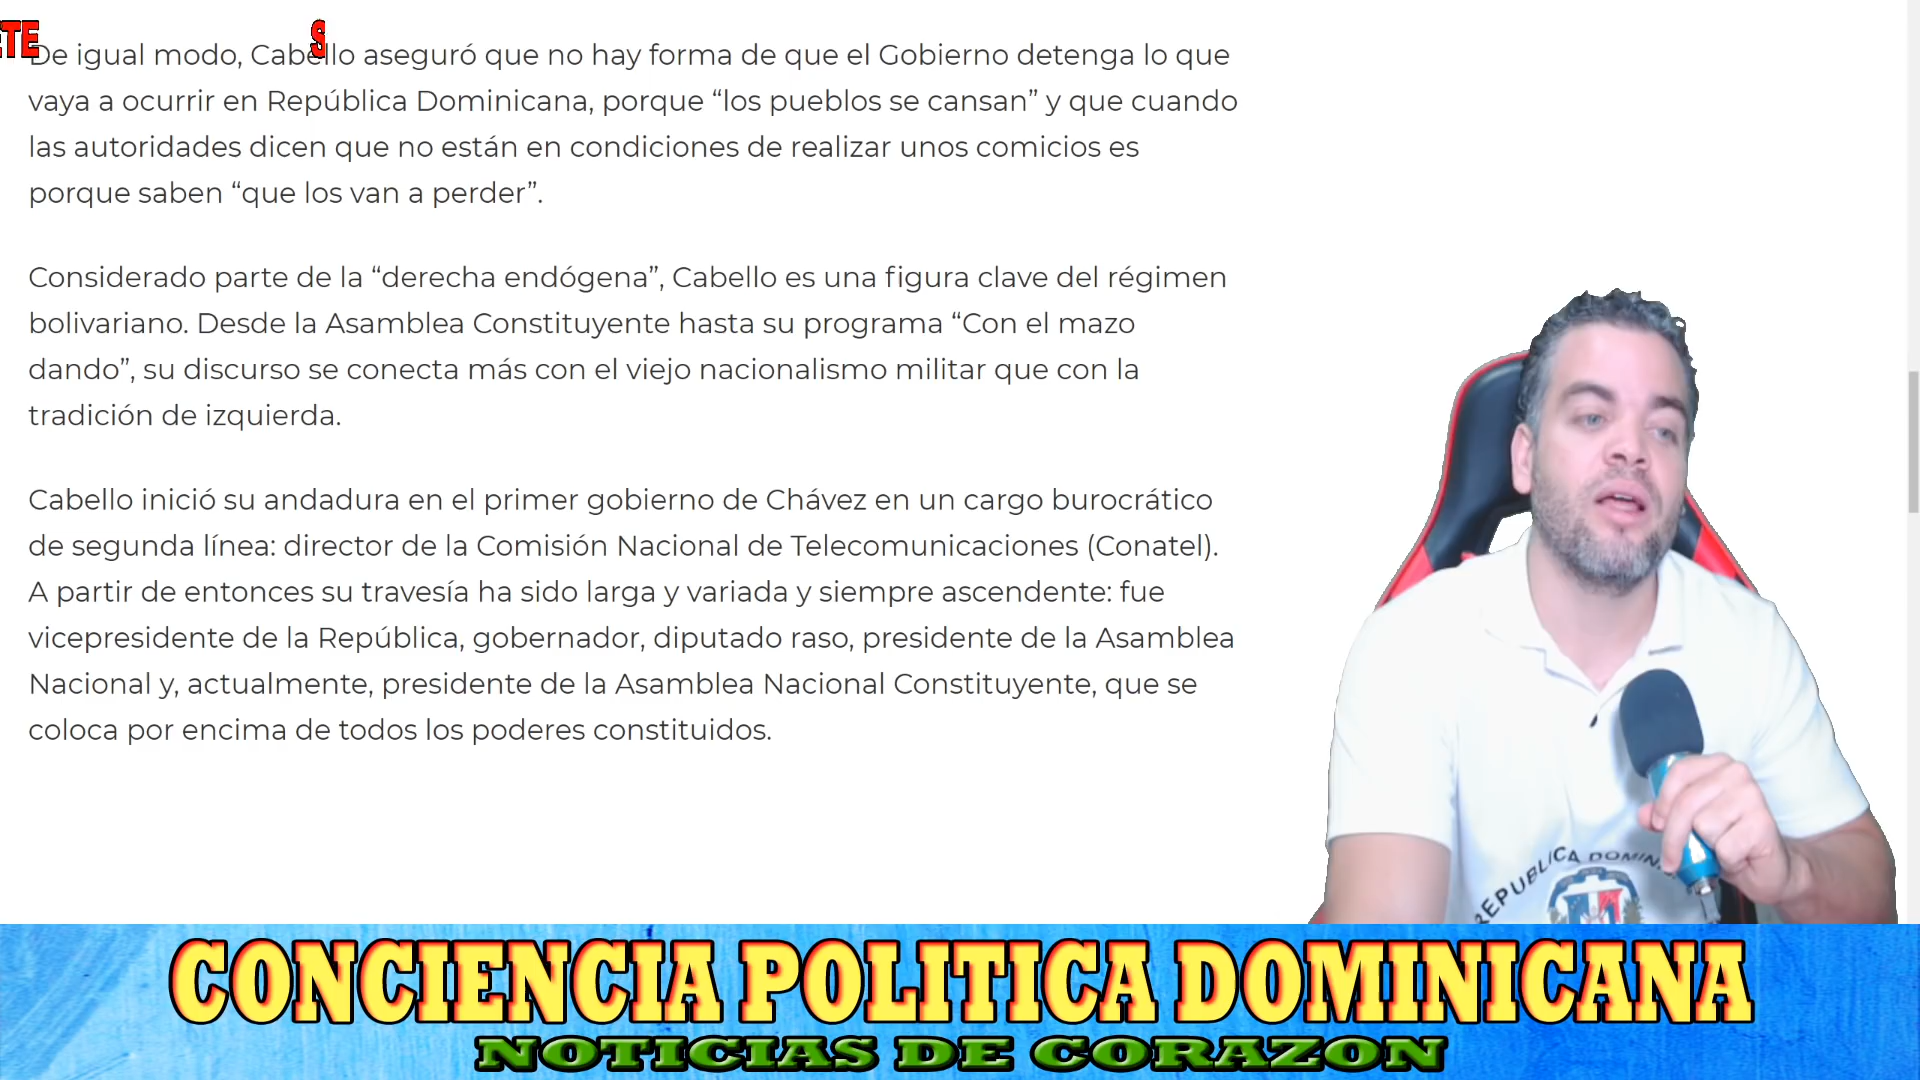 ETE S
De igual modo, Cabello aseguró que no hay forma de que el Gobierno detenga lo que
vaya a ocurrir en República Dominicana, porque “los pueblos se cansan” y que cuando
las autoridades dicen que no están en condiciones de realizar unos comicios es
porque saben “que los van a perder”.
Considerado parte de la “derecha endógena”, Cabello es una figura clave del régimen
bolivariano. Desde la Asamblea Constituyente hasta su programa “Con el mazo
dando”, su discurso se conecta más con el viejo nacionalismo militar que con la
tradición de izquierda.
Cabello inició su andadura en el primer gobierno de Chávez en un cargo burocrático
de segunda línea: director de la Comisión Nacional de Telecomunicaciones (Conatel).
A partir de entonces su travesía ha sido larga y variada y siempre ascendente: fue
vicepresidente de la República, gobernador, diputado raso, presidente de la Asamblea
Nacional y, actualmente, presidente de la Asamblea Nacional Constituyente, que se
coloca por encima de todos los poderes constituidos.
REPUBLICA DOMIN
CONCIENCIA POLITICA DOMINICANA
NOTICIAS DE CORAZON